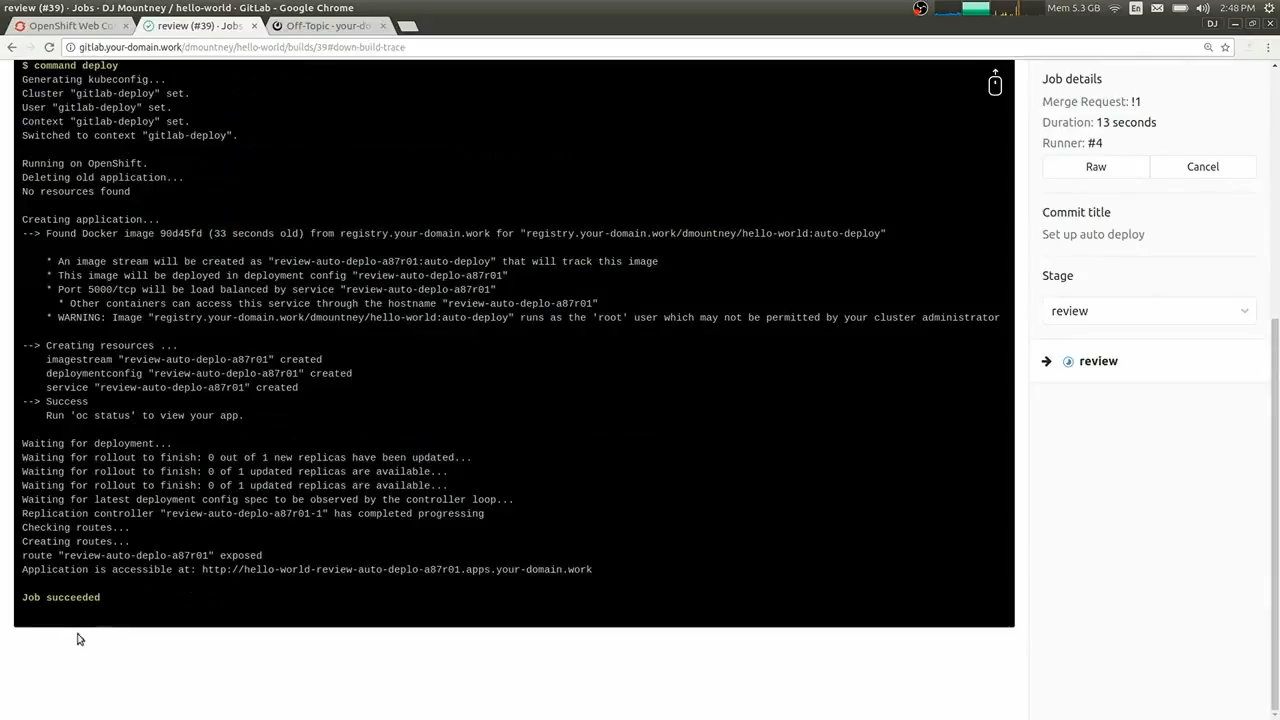 review (#39) · Jobs · DJ Mountney / hello-world · GitLab - Google Chrome
Mem 5.3 GB
En
2:48 PM
OpenShift Web Co
review (#39) · Jobs
Off-Topic - your-do
DJ
gitlab.your-domain.work/dmountney/hello-world/builds/39#down-build-trace
$ command deploy
Generating kubeconfig...
Cluster "gitlab-deploy" set.
User "gitlab-deploy" set.
Context "gitlab-deploy" set.
Switched to context "gitlab-deploy".
Running on OpenShift.
Deleting old application...
No resources found
Creating application...
--> Found Docker image 90d45fd (33 seconds old) from registry.your-domain.work for "registry.your-domain.work/dmountney/hello-world:auto-deploy"
* An image stream will be created as "review-auto-deplo-a87r01:auto-deploy" that will track this image
* This image will be deployed in deployment config "review-auto-deplo-a87r01"
* Port 5000/tcp will be load balanced by service "review-auto-deplo-a87r01"
* Other containers can access this service through the hostname "review-auto-deplo-a87r01"
* WARNING: Image "registry.your-domain.work/dmountney/hello-world:auto-deploy" runs as the 'root' user which may not be permitted by your cluster administrator
--> Creating resources ...
imagestream "review-auto-deplo-a87r01" created
deploymentconfig "review-auto-deplo-a87r01" created
service "review-auto-deplo-a87r01" created
--> Success
Run 'oc status' to view your app.
Waiting for deployment...
Waiting for rollout to finish: 0 out of 1 new replicas have been updated...
Waiting for rollout to finish: 0 of 1 updated replicas are available...
Waiting for rollout to finish: 0 of 1 updated replicas are available...
Waiting for latest deployment config spec to be observed by the controller loop...
Replication controller "review-auto-deplo-a87r01-1" has completed progressing
Checking routes...
Creating routes...
route "review-auto-deplo-a87r01" exposed
Application is accessible at: http://hello-world-review-auto-deplo-a87r01.apps.your-domain.work
Job succeeded
Job details
Merge Request: !1
Duration: 13 seconds
Runner: #4
Raw
Cancel
Commit title
Set up auto deploy
Stage
review
review